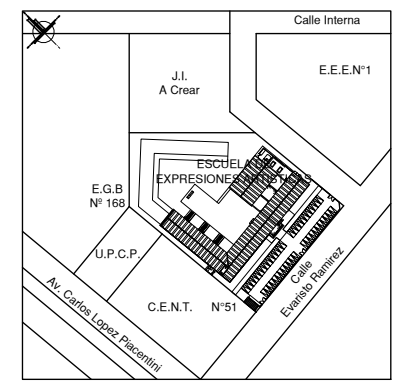 Calle Interna
J.I.
A Crear
E.E.E.N°1
ESCUELA DE
EXPRESIONES ARTISTICAS
E.G.B
Nº 168
U.P.C.P.
C.E.N.T. N°51
Calle
Evaristo Ramirez
Av. Carlos Lopez Piacentini